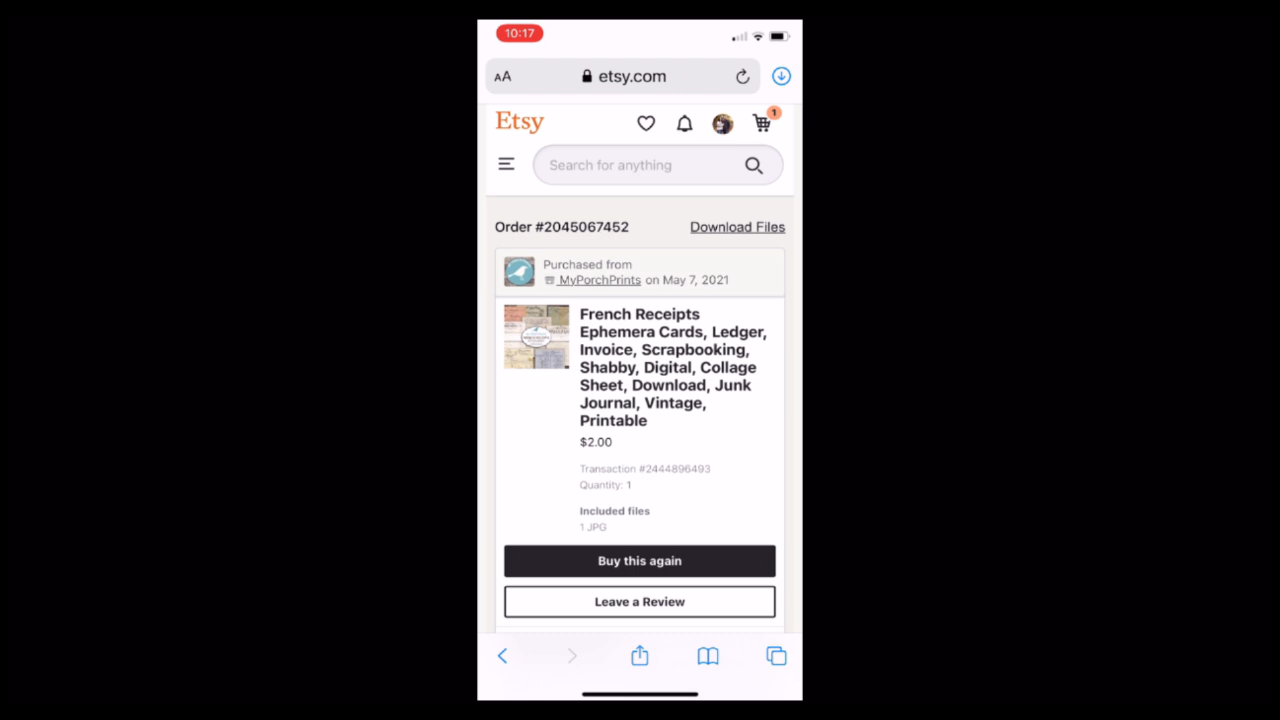 10:17
AA etsy.com
Etsy
1
Search for anything
Order #2045067452 Download Files
Purchased from
MyPorchPrints on May 7, 2021
French Receipts
Ephemera Cards, Ledger,
Invoice, Scrapbooking,
Shabby, Digital, Collage
Sheet, Download, Junk
Journal, Vintage,
Printable
$2.00
Transaction #2444896493
Quantity: 1
Included files
1 JPG
Buy this again
Leave a Review